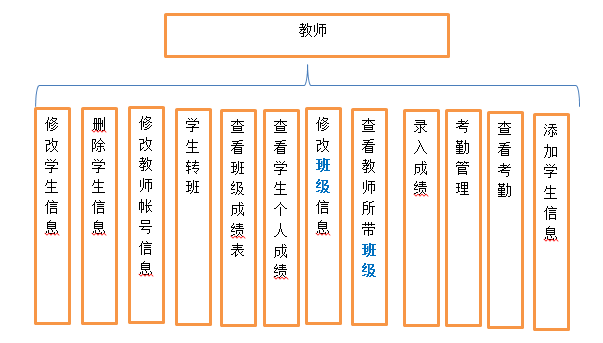 教师
修改学生信息
删除学生信息
修改教师帐号信息
学生转班
查看班级成绩表
查看学生个人成绩
修改班级信息
查看教师所带班级
录入成绩
考勤管理
查看考勤
添加学生信息